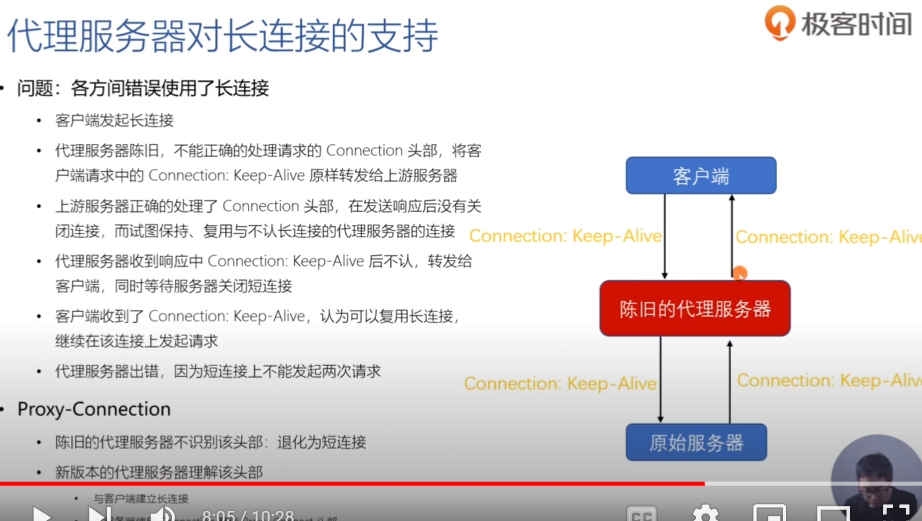 代理服务器对长连接的支持
极客时间
• 问题：各方间错误使用了长连接
• 客户端发起长连接
• 代理服务器陈旧，不能正确的处理请求的 Connection 头部，将客
户端请求中的 Connection: Keep-Alive 原样转发给上游服务器
• 上游服务器正确的处理了 Connection 头部，在发送响应后没有关
闭连接，而试图保持、复用与不认长连接的代理服务器的连接
• 代理服务器收到响应中 Connection: Keep-Alive 后不认，转发给
客户端，同时等待服务器关闭短连接
• 客户端收到了 Connection: Keep-Alive，认为可以复用长连接，
继续在该连接上发起请求
• 代理服务器出错，因为短连接上不能发起两次请求
• Proxy-Connection
• 陈旧的代理服务器不识别该头部：退化为短连接
• 新版本的代理服务器理解该头部
• 与客户端建立长连接
客户端
Connection: Keep-Alive
Connection: Keep-Alive
陈旧的代理服务器
Connection: Keep-Alive
Connection: Keep-Alive
原始服务器
8:05 / 10:28
CC